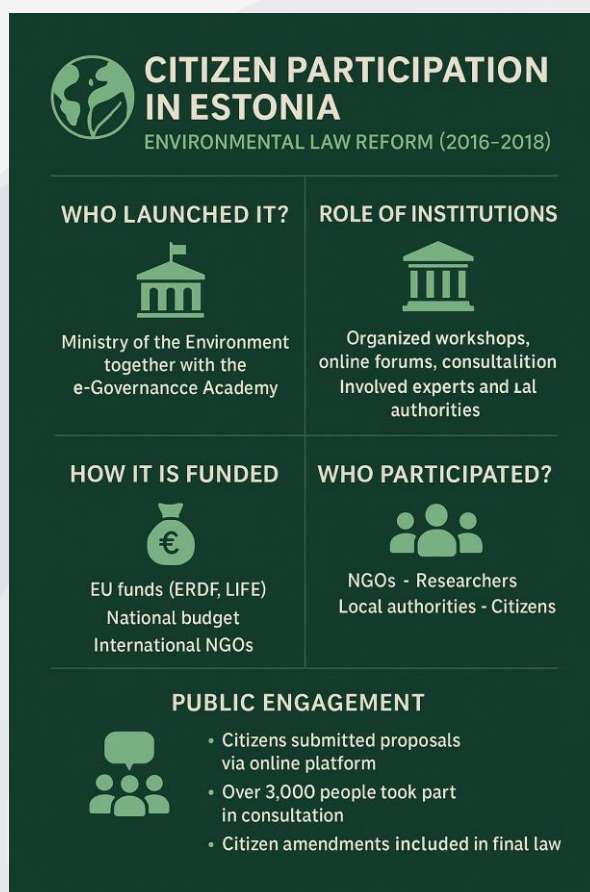 CITIZEN PARTICIPATION
IN ESTONIA
ENVIRONMENTAL LAW REFORM (2016–2018)
WHO LAUNCHED IT?
Ministry of the Environment
together with the
e-Governancce Academy
ROLE OF INSTITUTIONS
Organized workshops,
online forums, consultalition
Involved experts and ıal
authorities
HOW IT IS FUNDED
€
EU funds (ERDF, LIFE)
National budget
International NGOs
WHO PARTICIPATED?
NGOs - Researchers
Local authorities - Citizens
PUBLIC ENGAGEMENT
• Citizens submitted proposals
via online platform
• Over 3,000 people took part
in consultation
• Citizen amendments included in final law